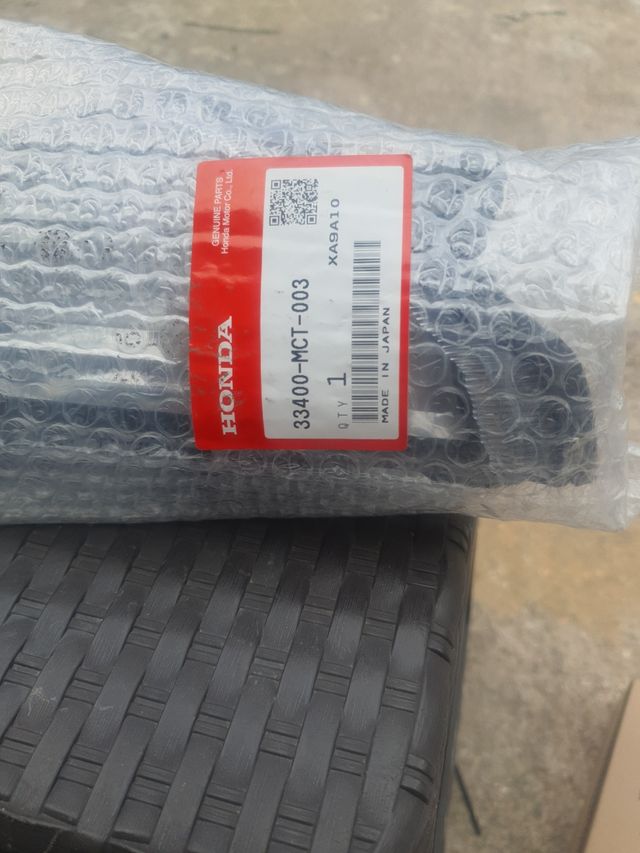 GENUINE PARTS
Honda Motor Co., Ltd.
HONDA
33400-MCT-003
QTY 1
XA9A10
MADE IN JAPAN